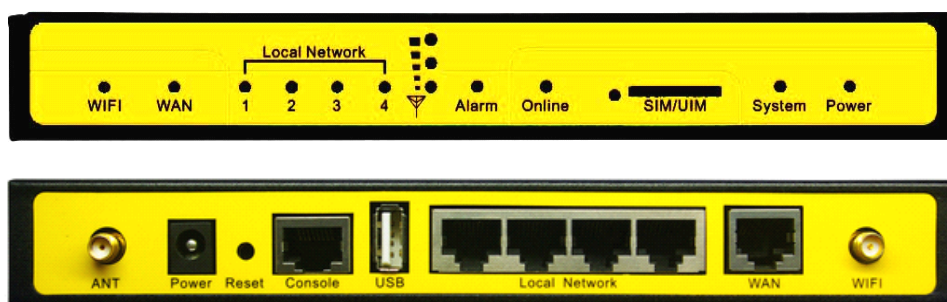 Local Network
WIFI WAN 1 2 3 4 Alarm Online SIM/UIM System Power
ANT Power Reset Console USB Local Network WAN WIFI